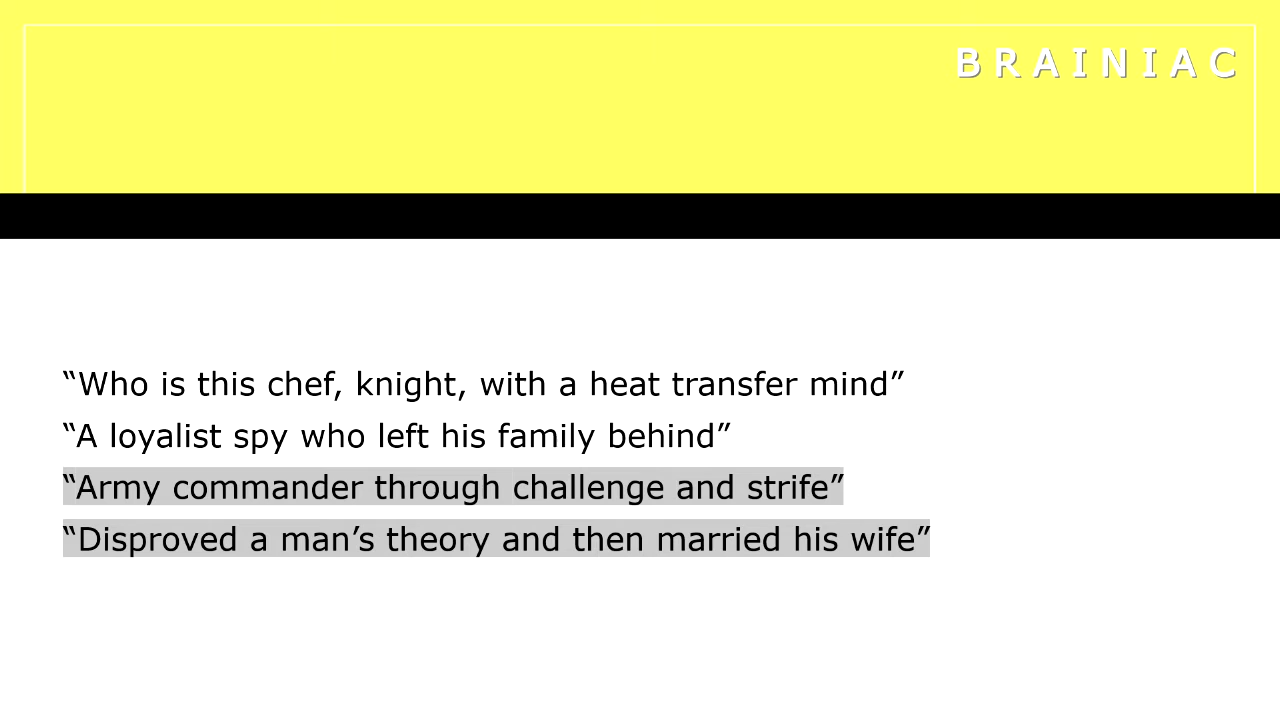 BRAINIAC
“Who is this chef, knight, with a heat transfer mind”
“A loyalist spy who left his family behind”
“Army commander through challenge and strife”
“Disproved a man’s theory and then married his wife”